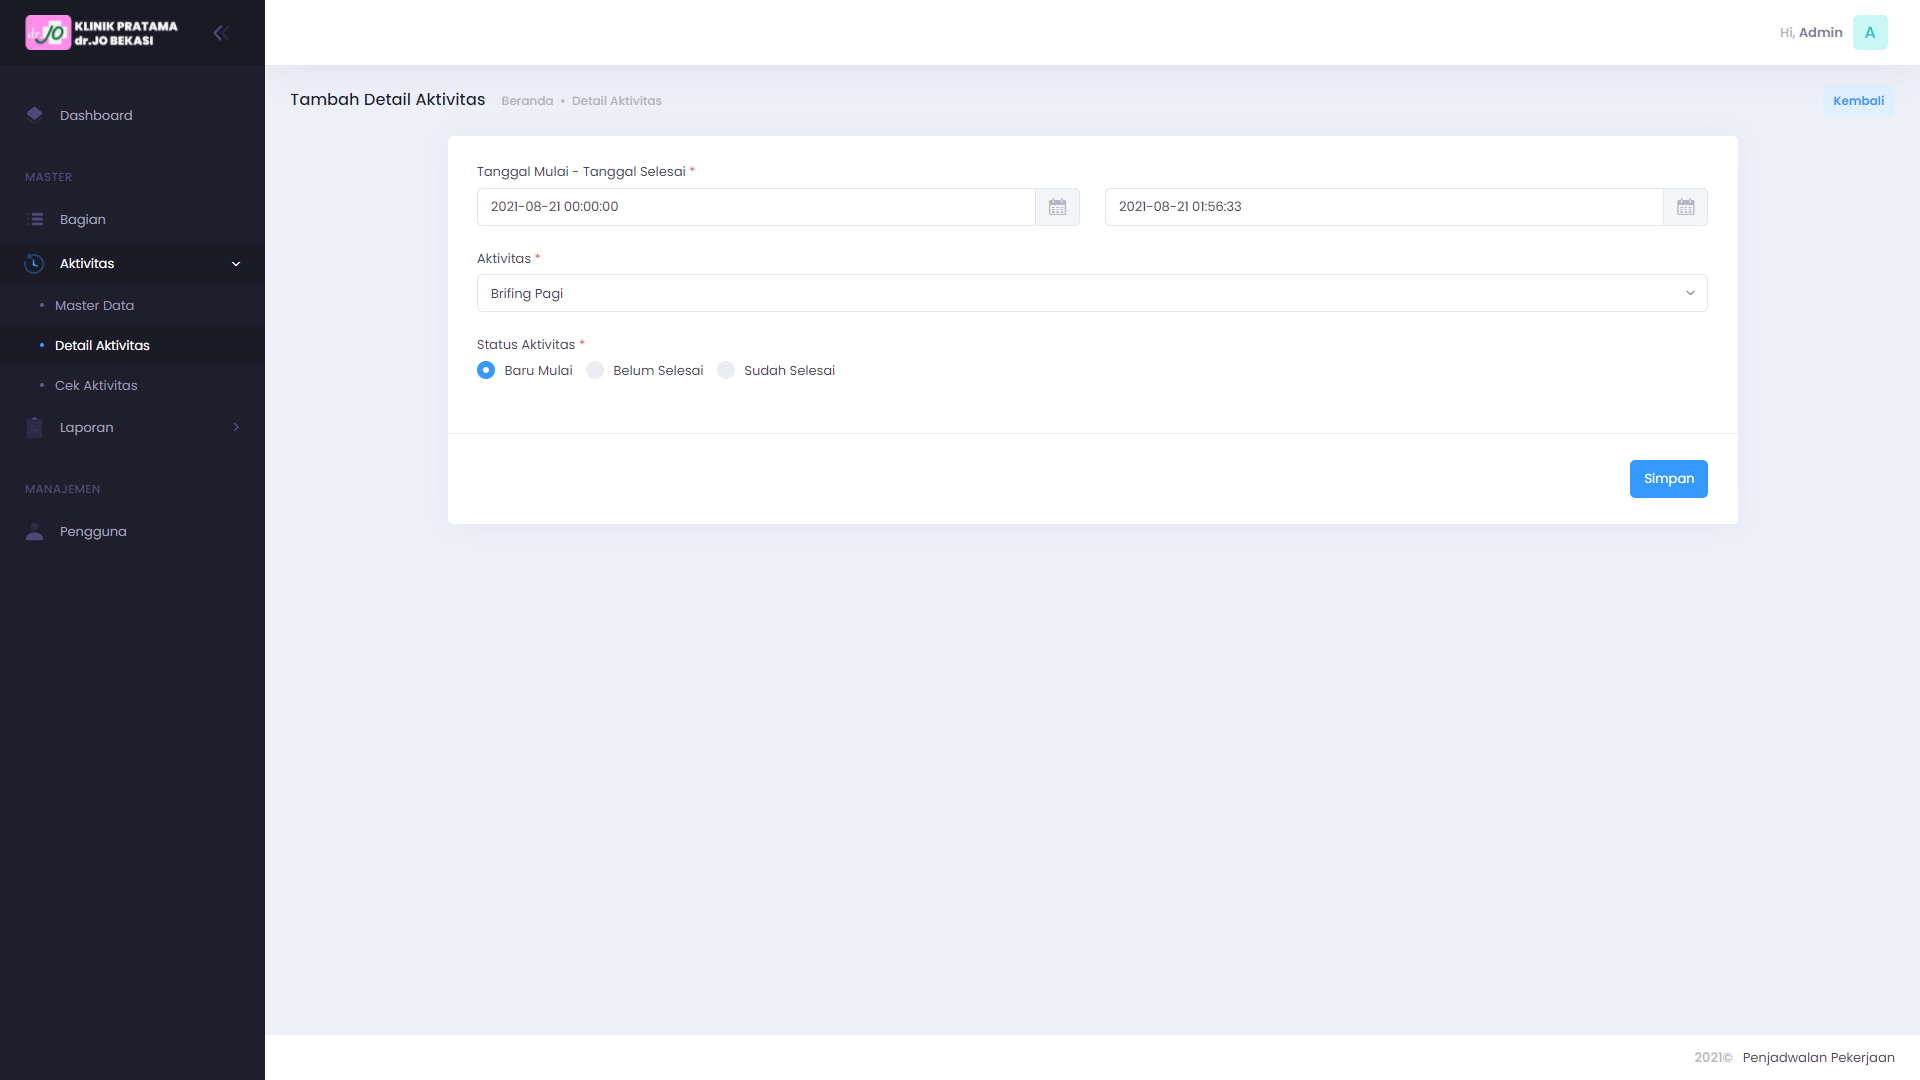 dr.JO KLINIK PRATAMA
dr.JO BEKASI
Hi, Admin A
Tambah Detail Aktivitas Beranda • Detail Aktivitas Kembali
Dashboard
MASTER
Bagian
Aktivitas
• Master Data
• Detail Aktivitas
• Cek Aktivitas
Laporan
MANAJEMEN
Pengguna
Tanggal Mulai - Tanggal Selesai *
2021-08-21 00:00:00 2021-08-21 01:56:33
Aktivitas *
Brifing Pagi
Status Aktivitas *
Baru Mulai Belum Selesai Sudah Selesai
Simpan
2021© Penjadwalan Pekerjaan